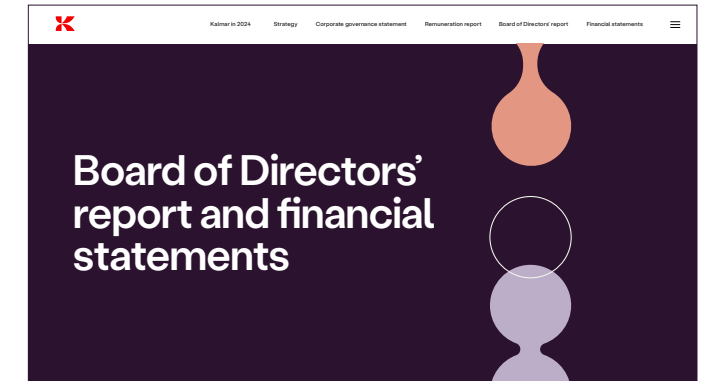 Kalmar in 2024 Strategy Corporate governance statement Remuneration report Board of Directors' report Financial statements
Board of Directors’
report and financial
statements